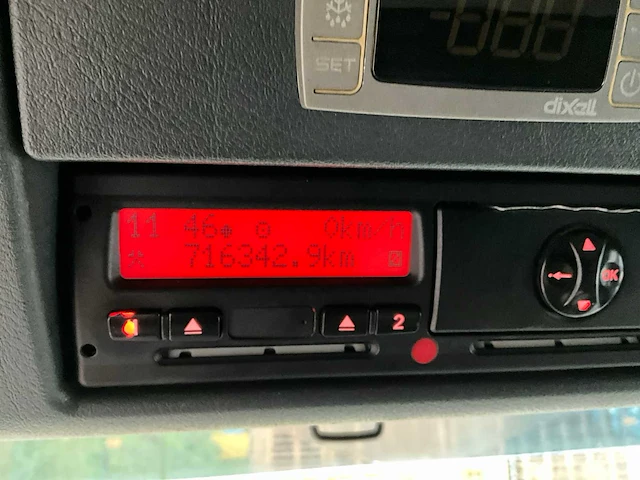 SET
dixell
11 46 0km/h
716342.9km
2
OK